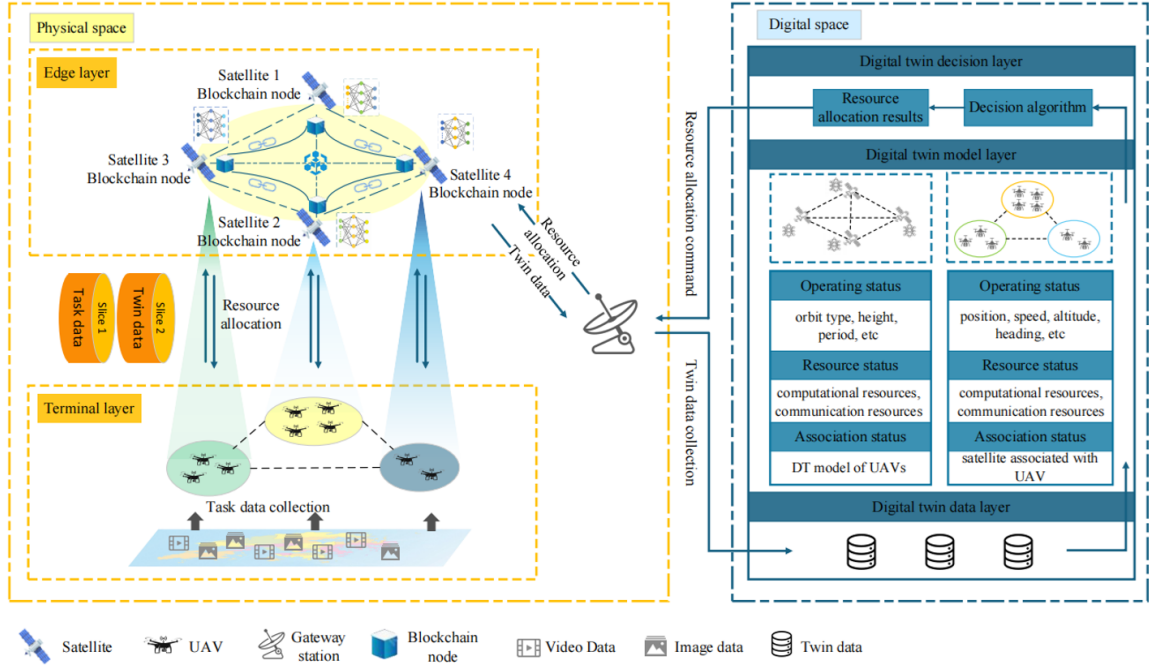 Physical space
Edge layer
Satellite 1
Blockchain node
Satellite 3
Blockchain node
Satellite 4
Blockchain node
Satellite 2
Blockchain node
Task data
Slice 1
Twin data
Slice 2
Resource
allocation
Resource
allocation
Twin data
Terminal layer
Task data collection
Resource allocation command
Twin data collection
Digital space
Digital twin decision layer
Resource
allocation results
Decision algorithm
Digital twin model layer
Operating status
orbit type, height,
period, etc
Resource status
computational resources,
communication resources
Association status
DT model of UAVs
Operating status
position, speed, altitude,
heading, etc
Resource status
computational resources,
communication resources
Association status
satellite associated with
UAV
Digital twin data layer
Satellite
UAV
Gateway
station
Blockchain
node
Video Data
Image data
Twin data